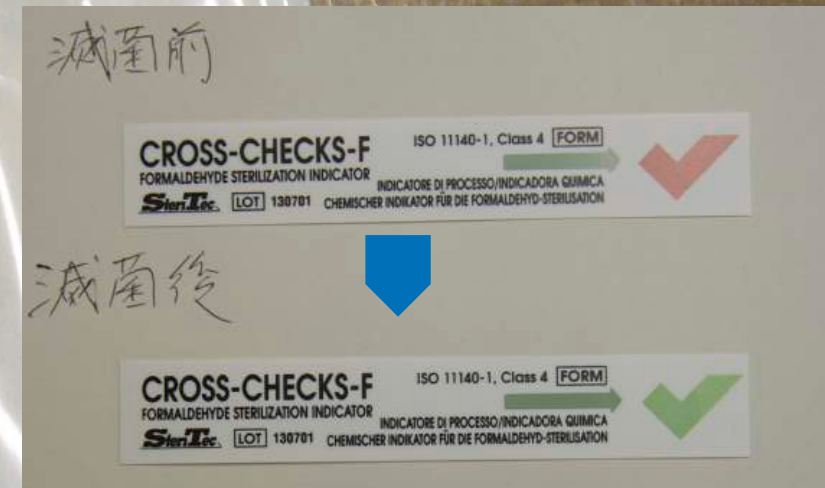 滅菌前
CROSS-CHECKS-F
ISO 11140-1, Class 4 FORM
FORMALDEHYDE STERILIZATION INDICATOR
INDICATORE DI PROCESSO/INDICADORA QUIMICA
SteriTec LOT 130701 CHEMISCHER INDIKATOR FÜR DIE FORMALDEHYD-STERILISATION
滅菌後
CROSS-CHECKS-F
ISO 11140-1, Class 4 FORM
FORMALDEHYDE STERILIZATION INDICATOR
INDICATORE DI PROCESSO/INDICADORA QUIMICA
SteriTec LOT 130701 CHEMISCHER INDIKATOR FÜR DIE FORMALDEHYD-STERILISATION